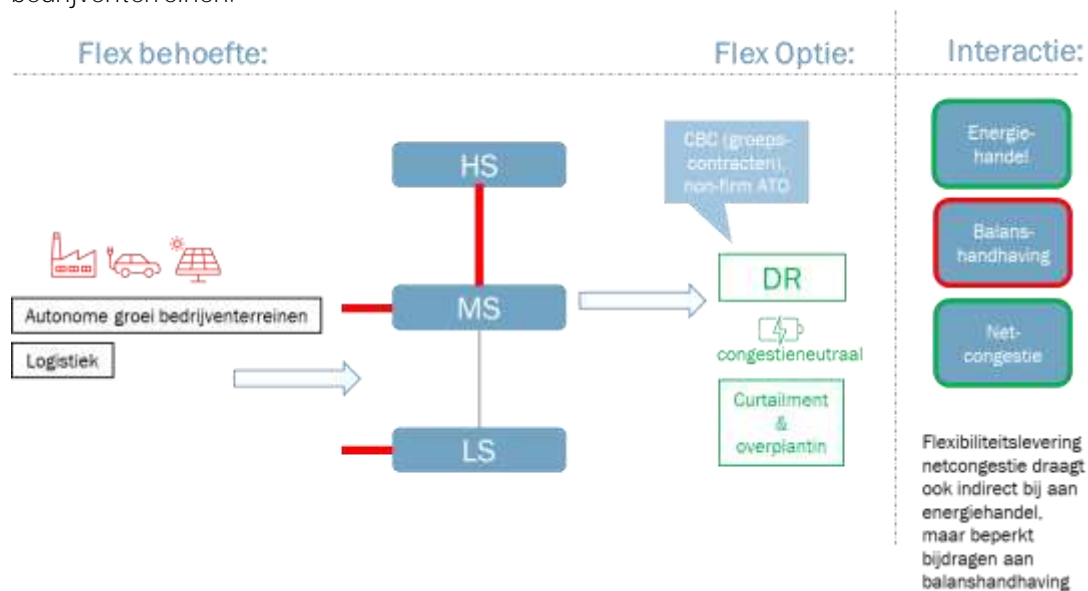 bedrijventerreinen.
Flex behoefte:
Flex Optie:
Interactie:
CBC (groeps-
contracten),
non-firm ATO
HS
MS
LS
Autonome groei bedrijventerreinen
Logistiek
DR
congestieneutraal
Curtailment
&
overplantin
Energie-
handel
Balans-
handhaving
Net-
congestie
Flexibiliteitslevering
netcongestie draagt
ook indirect bij aan
energiehandel,
maar beperkt
bijdragen aan
balanshandhaving